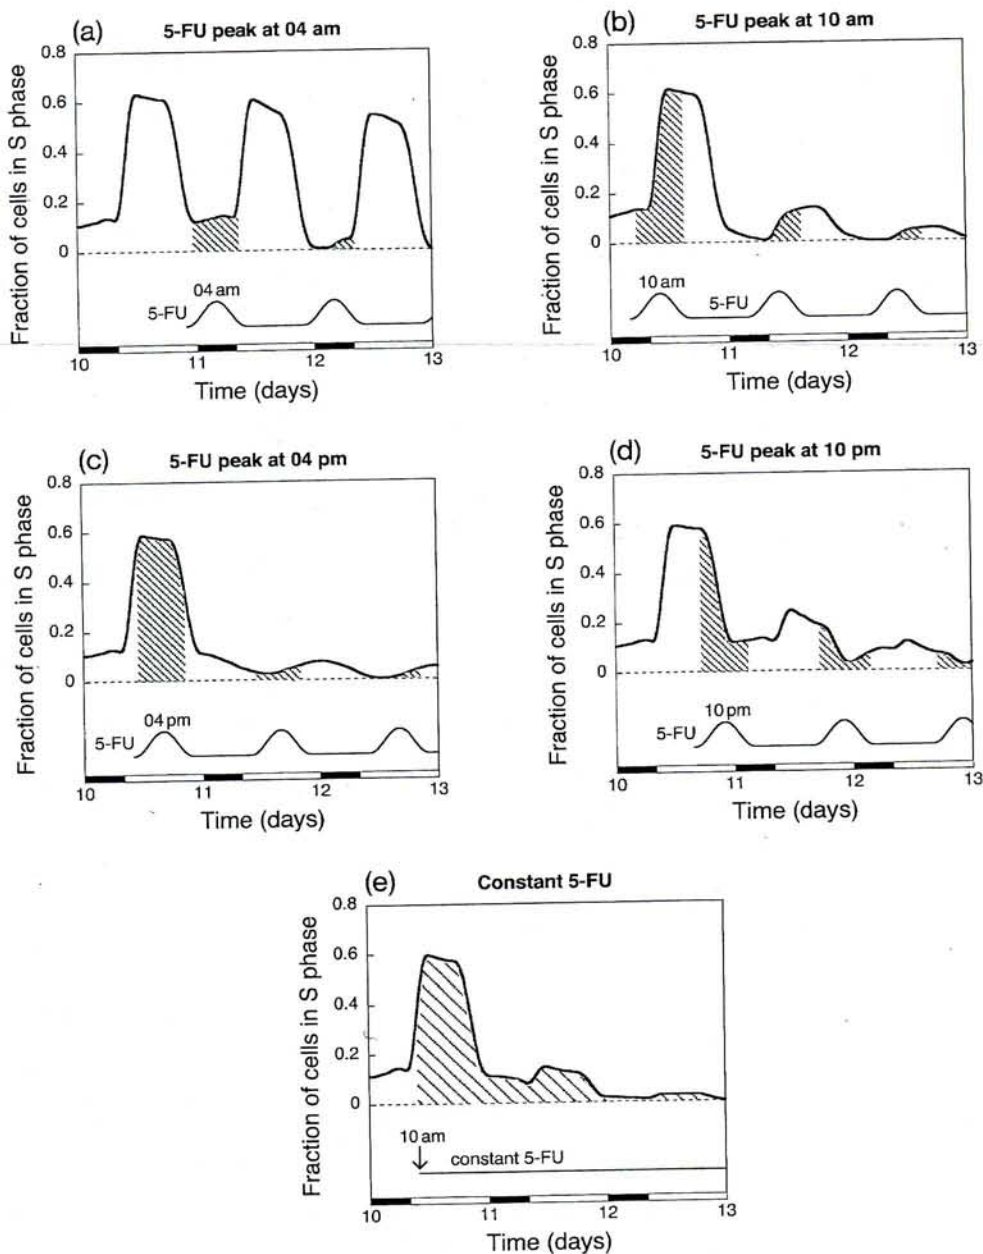 (a) 5-FU peak at 04 am
Fraction of cells in S phase
0.8
0.6
0.4
0.2
0
04 am
5-FU
10 11 12 13
Time (days)
(b) 5-FU peak at 10 am
Fraction of cells in S phase
0.8
0.6
0.4
0.2
0
10 am
5-FU
10 11 12 13
Time (days)
(c) 5-FU peak at 04 pm
Fraction of cells in S phase
0.8
0.6
0.4
0.2
0
04 pm
5-FU
10 11 12 13
Time (days)
(d) 5-FU peak at 10 pm
Fraction of cells in S phase
0.8
0.6
0.4
0.2
0
10 pm
5-FU
10 11 12 13
Time (days)
(e) Constant 5-FU
Fraction of cells in S phase
0.8
0.6
0.4
0.2
0
10 am
constant 5-FU
10 11 12 13
Time (days)